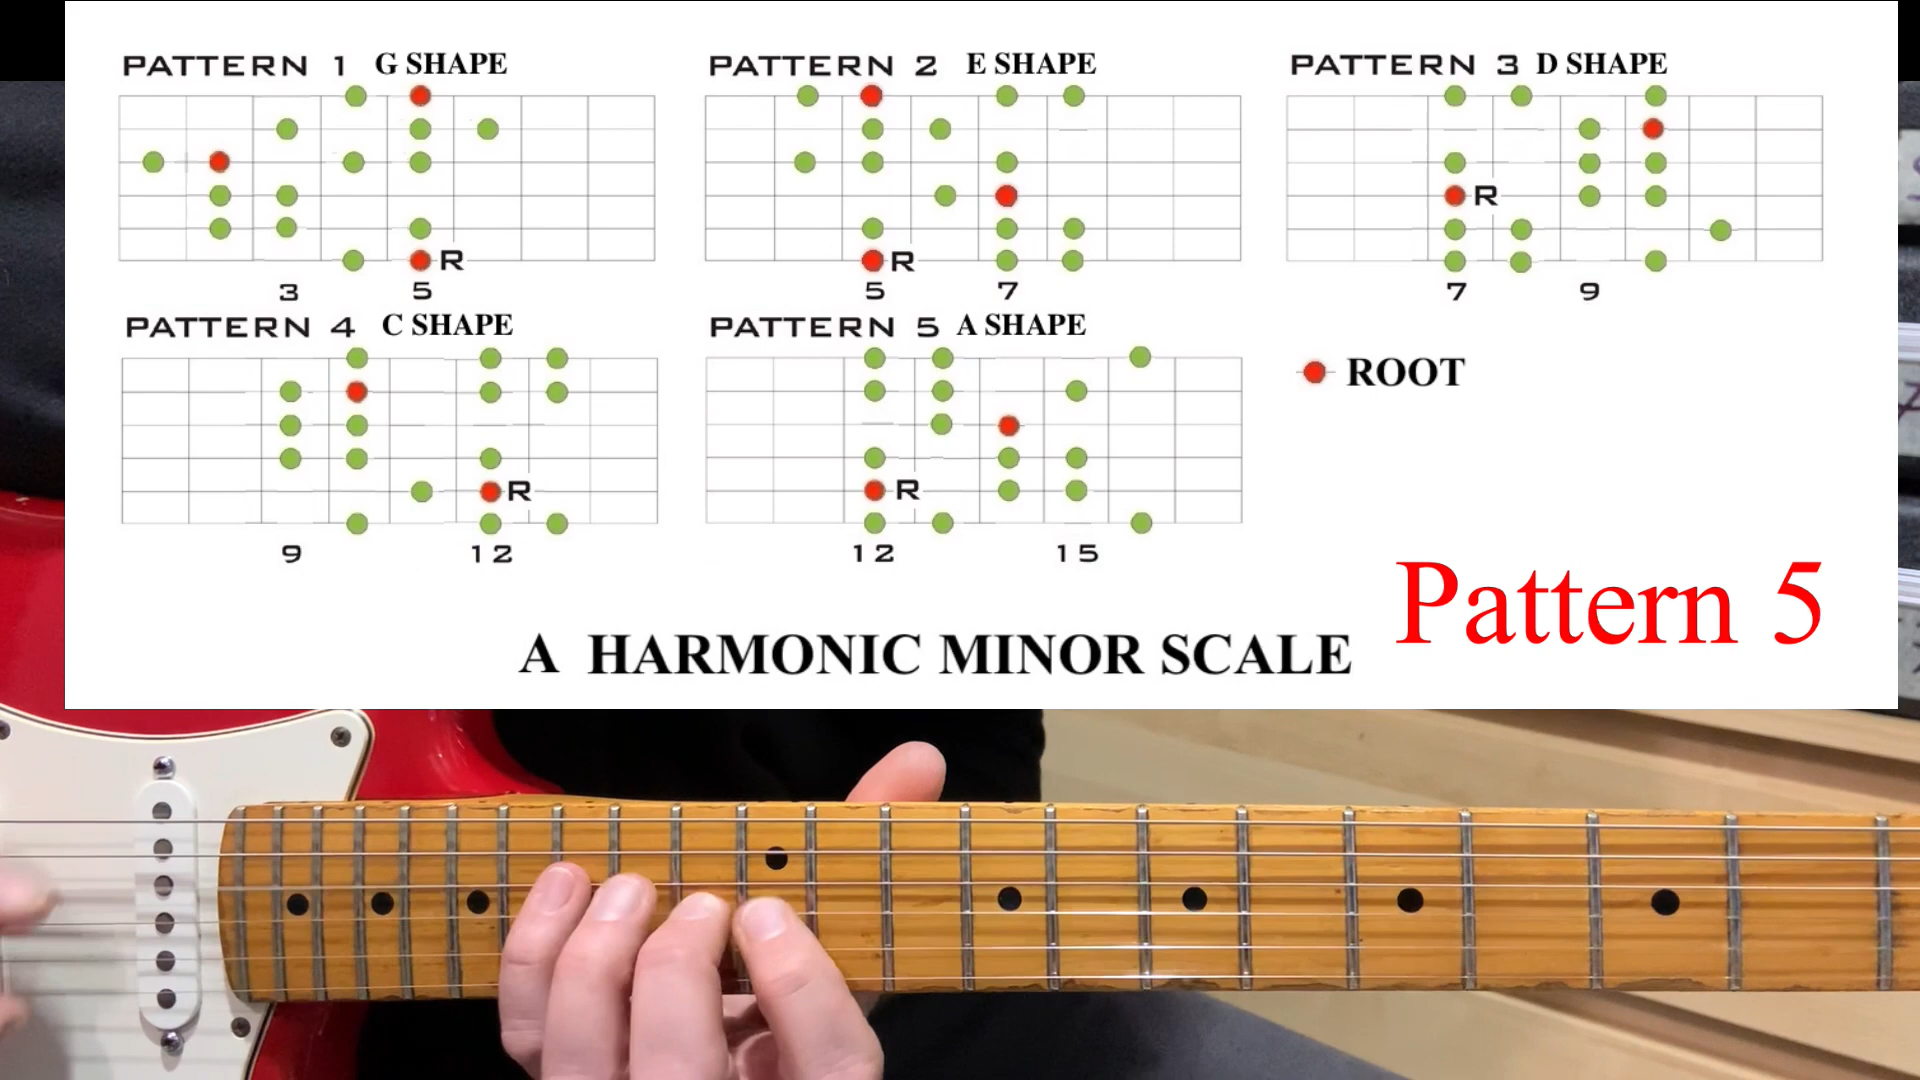 PATTERN 1 G SHAPE
R
3 5
PATTERN 2 E SHAPE
R
5 7
PATTERN 3 D SHAPE
R
7 9
PATTERN 4 C SHAPE
R
9 12
PATTERN 5 A SHAPE
R
12 15
ROOT
Pattern 5
A HARMONIC MINOR SCALE